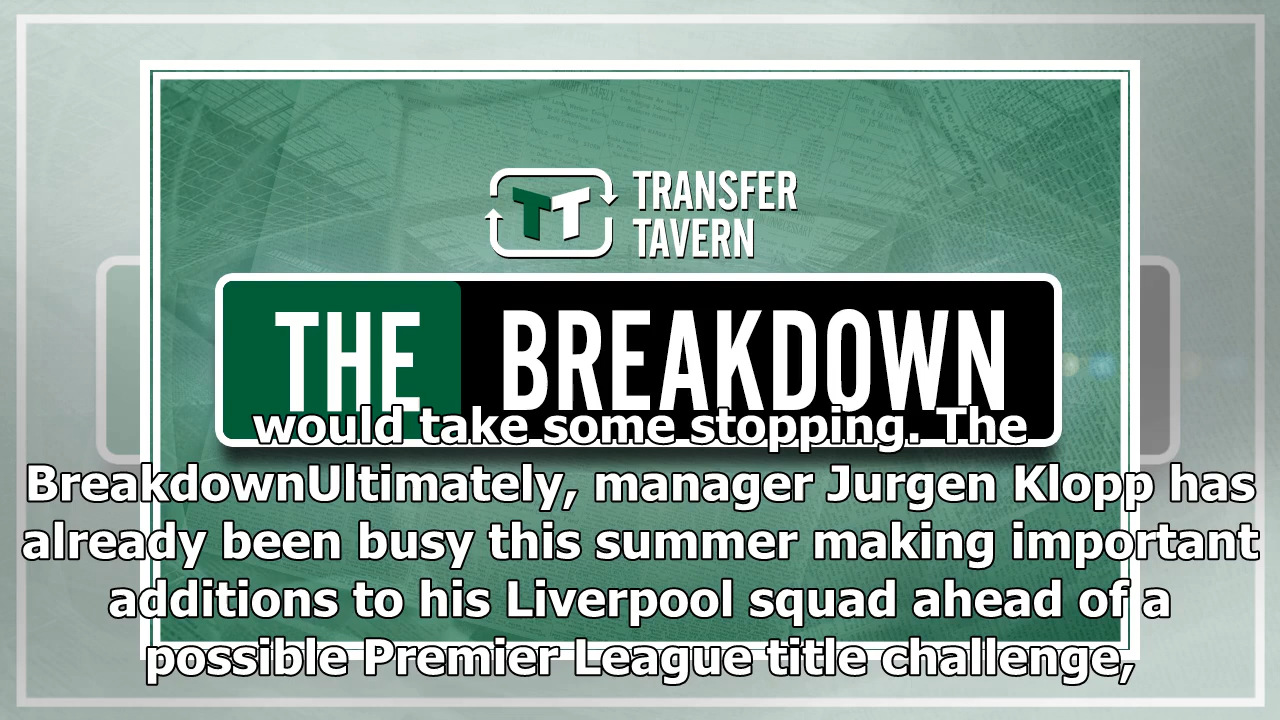 TRANSFER
TAVERN
TT
THE BREAKDOWN
would take some stopping. The
BreakdownUltimately, manager Jurgen Klopp has
already been busy this summer making important
additions to his Liverpool squad ahead of a
possible Premier League title challenge,